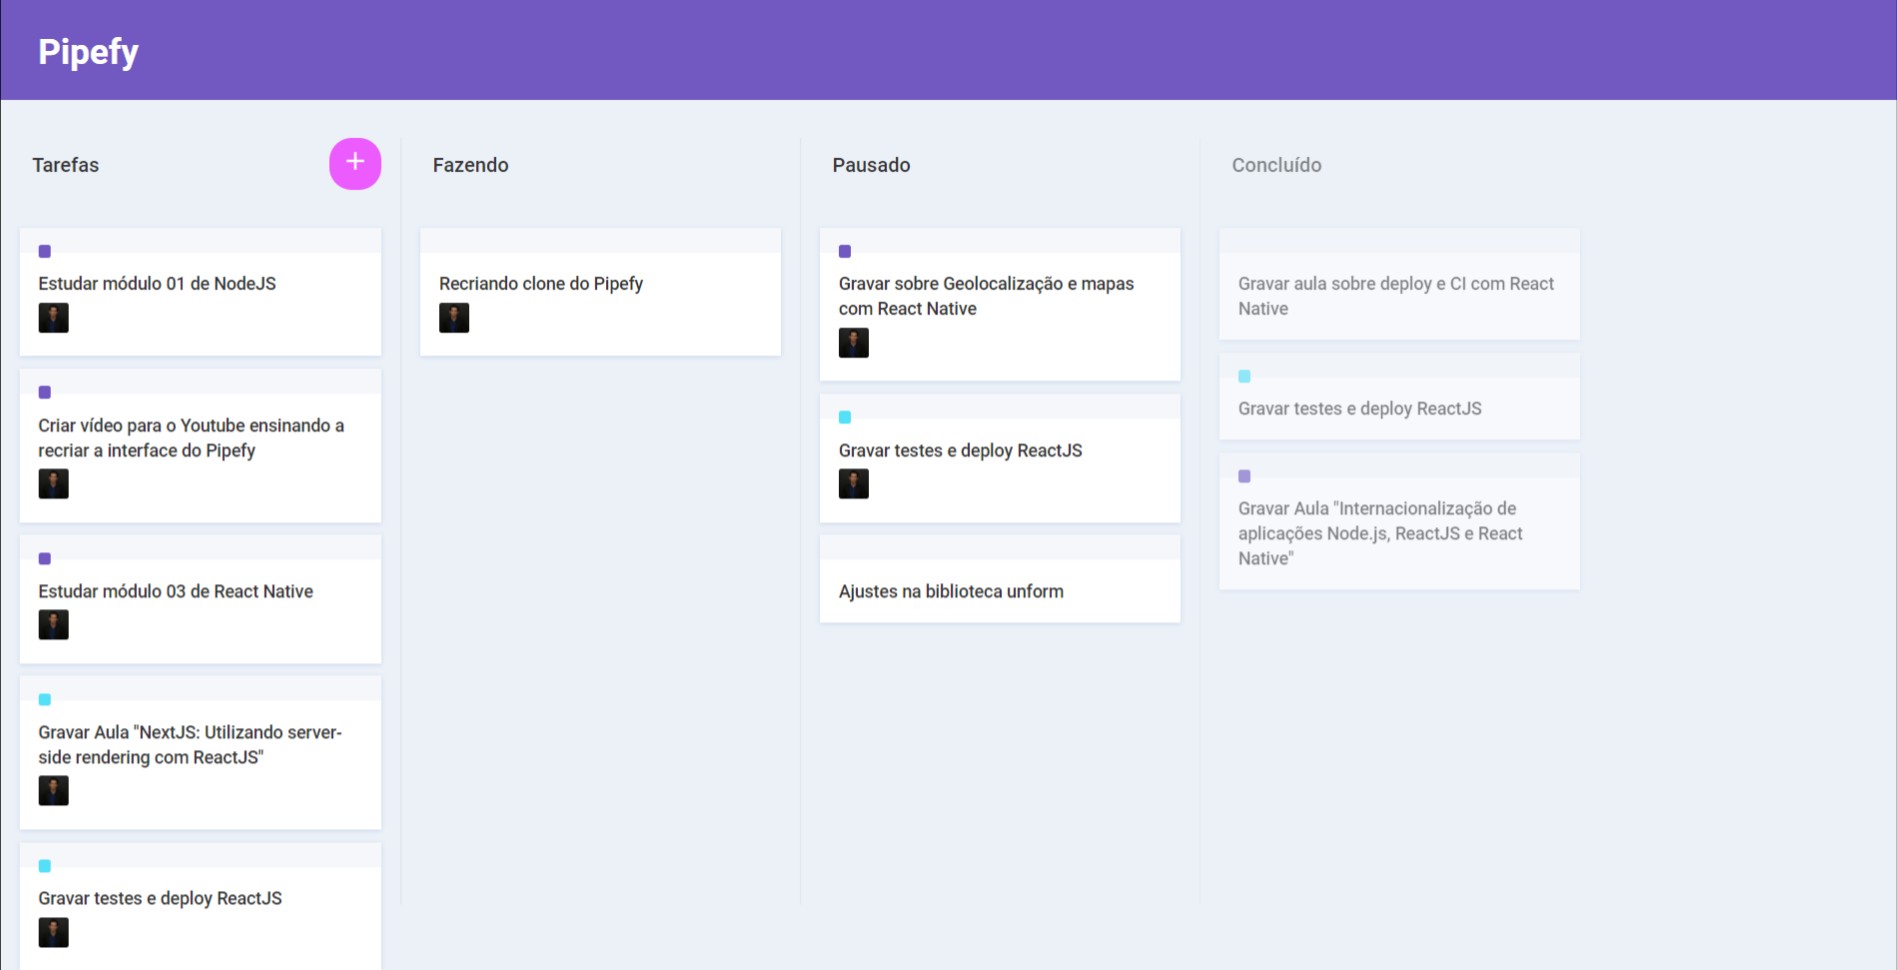 Pipefy
Tarefas
+
Estudar módulo 01 de NodeJS
Criar vídeo para o Youtube ensinando a
recriar a interface do Pipefy
Estudar módulo 03 de React Native
Gravar Aula "NextJS: Utilizando server-
side rendering com ReactJS"
Gravar testes e deploy ReactJS
Fazendo
Recriando clone do Pipefy
Pausado
Gravar sobre Geolocalização e mapas
com React Native
Gravar testes e deploy ReactJS
Ajustes na biblioteca unform
Concluído
Gravar aula sobre deploy e CI com React
Native
Gravar testes e deploy ReactJS
Gravar Aula "Internacionalização de
aplicações Node.js, ReactJS e React
Native"